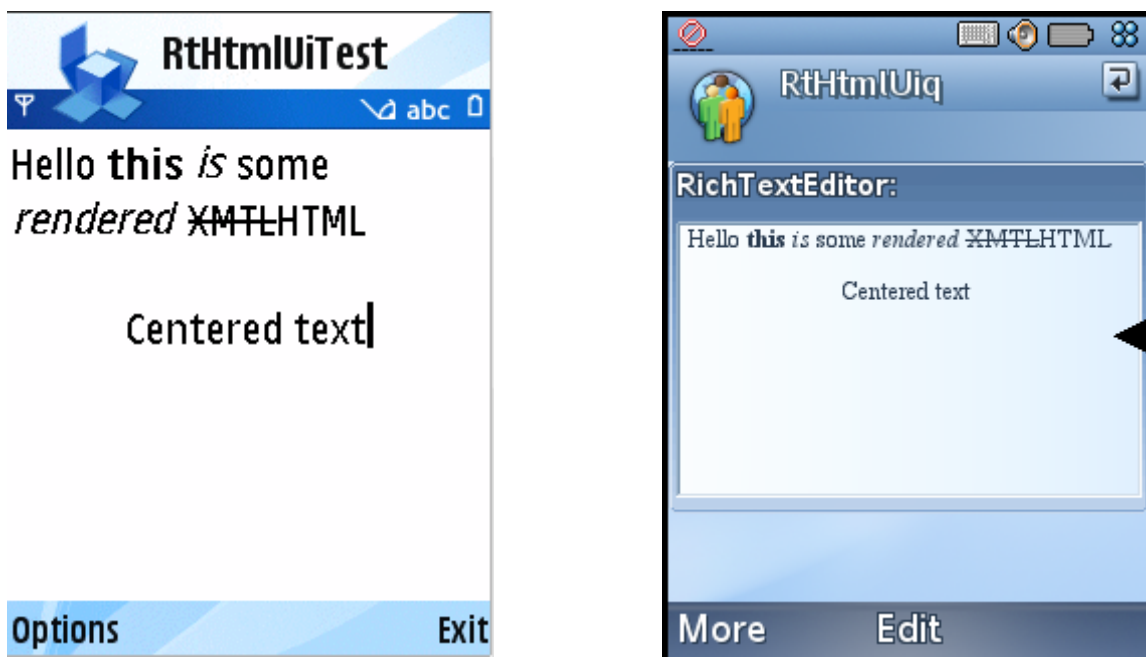 RtHtmlUiTest
abc
Hello this is some
rendered XMTLHTML
Centered text
Options Exit
RtHtmlUiq
RichTextEditor:
Hello this is some rendered XMTLHTML
Centered text
More Edit